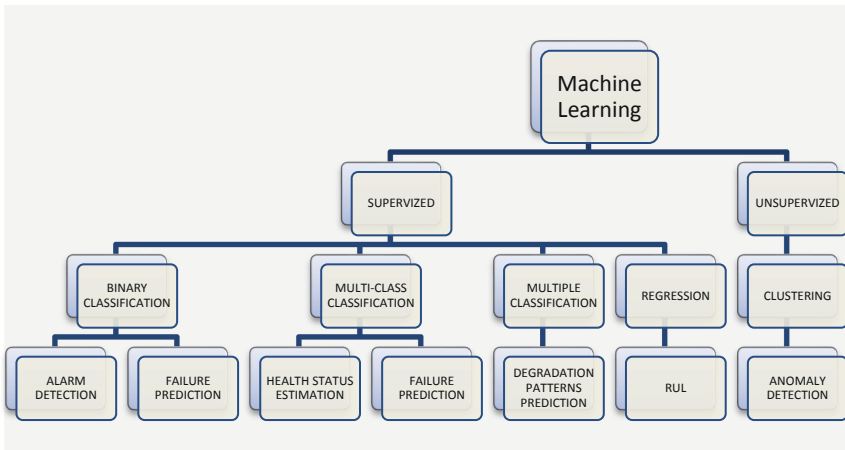 Machine
Learning
SUPERVIZED
UNSUPERVIZED
BINARY
CLASSIFICATION
MULTI-CLASS
CLASSIFICATION
MULTIPLE
CLASSIFICATION
REGRESSION
CLUSTERING
ALARM
DETECTION
FAILURE
PREDICTION
HEALTH STATUS
ESTIMATION
FAILURE
PREDICTION
DEGRADATION
PATTERNS
PREDICTION
RUL
ANOMALY
DETECTION